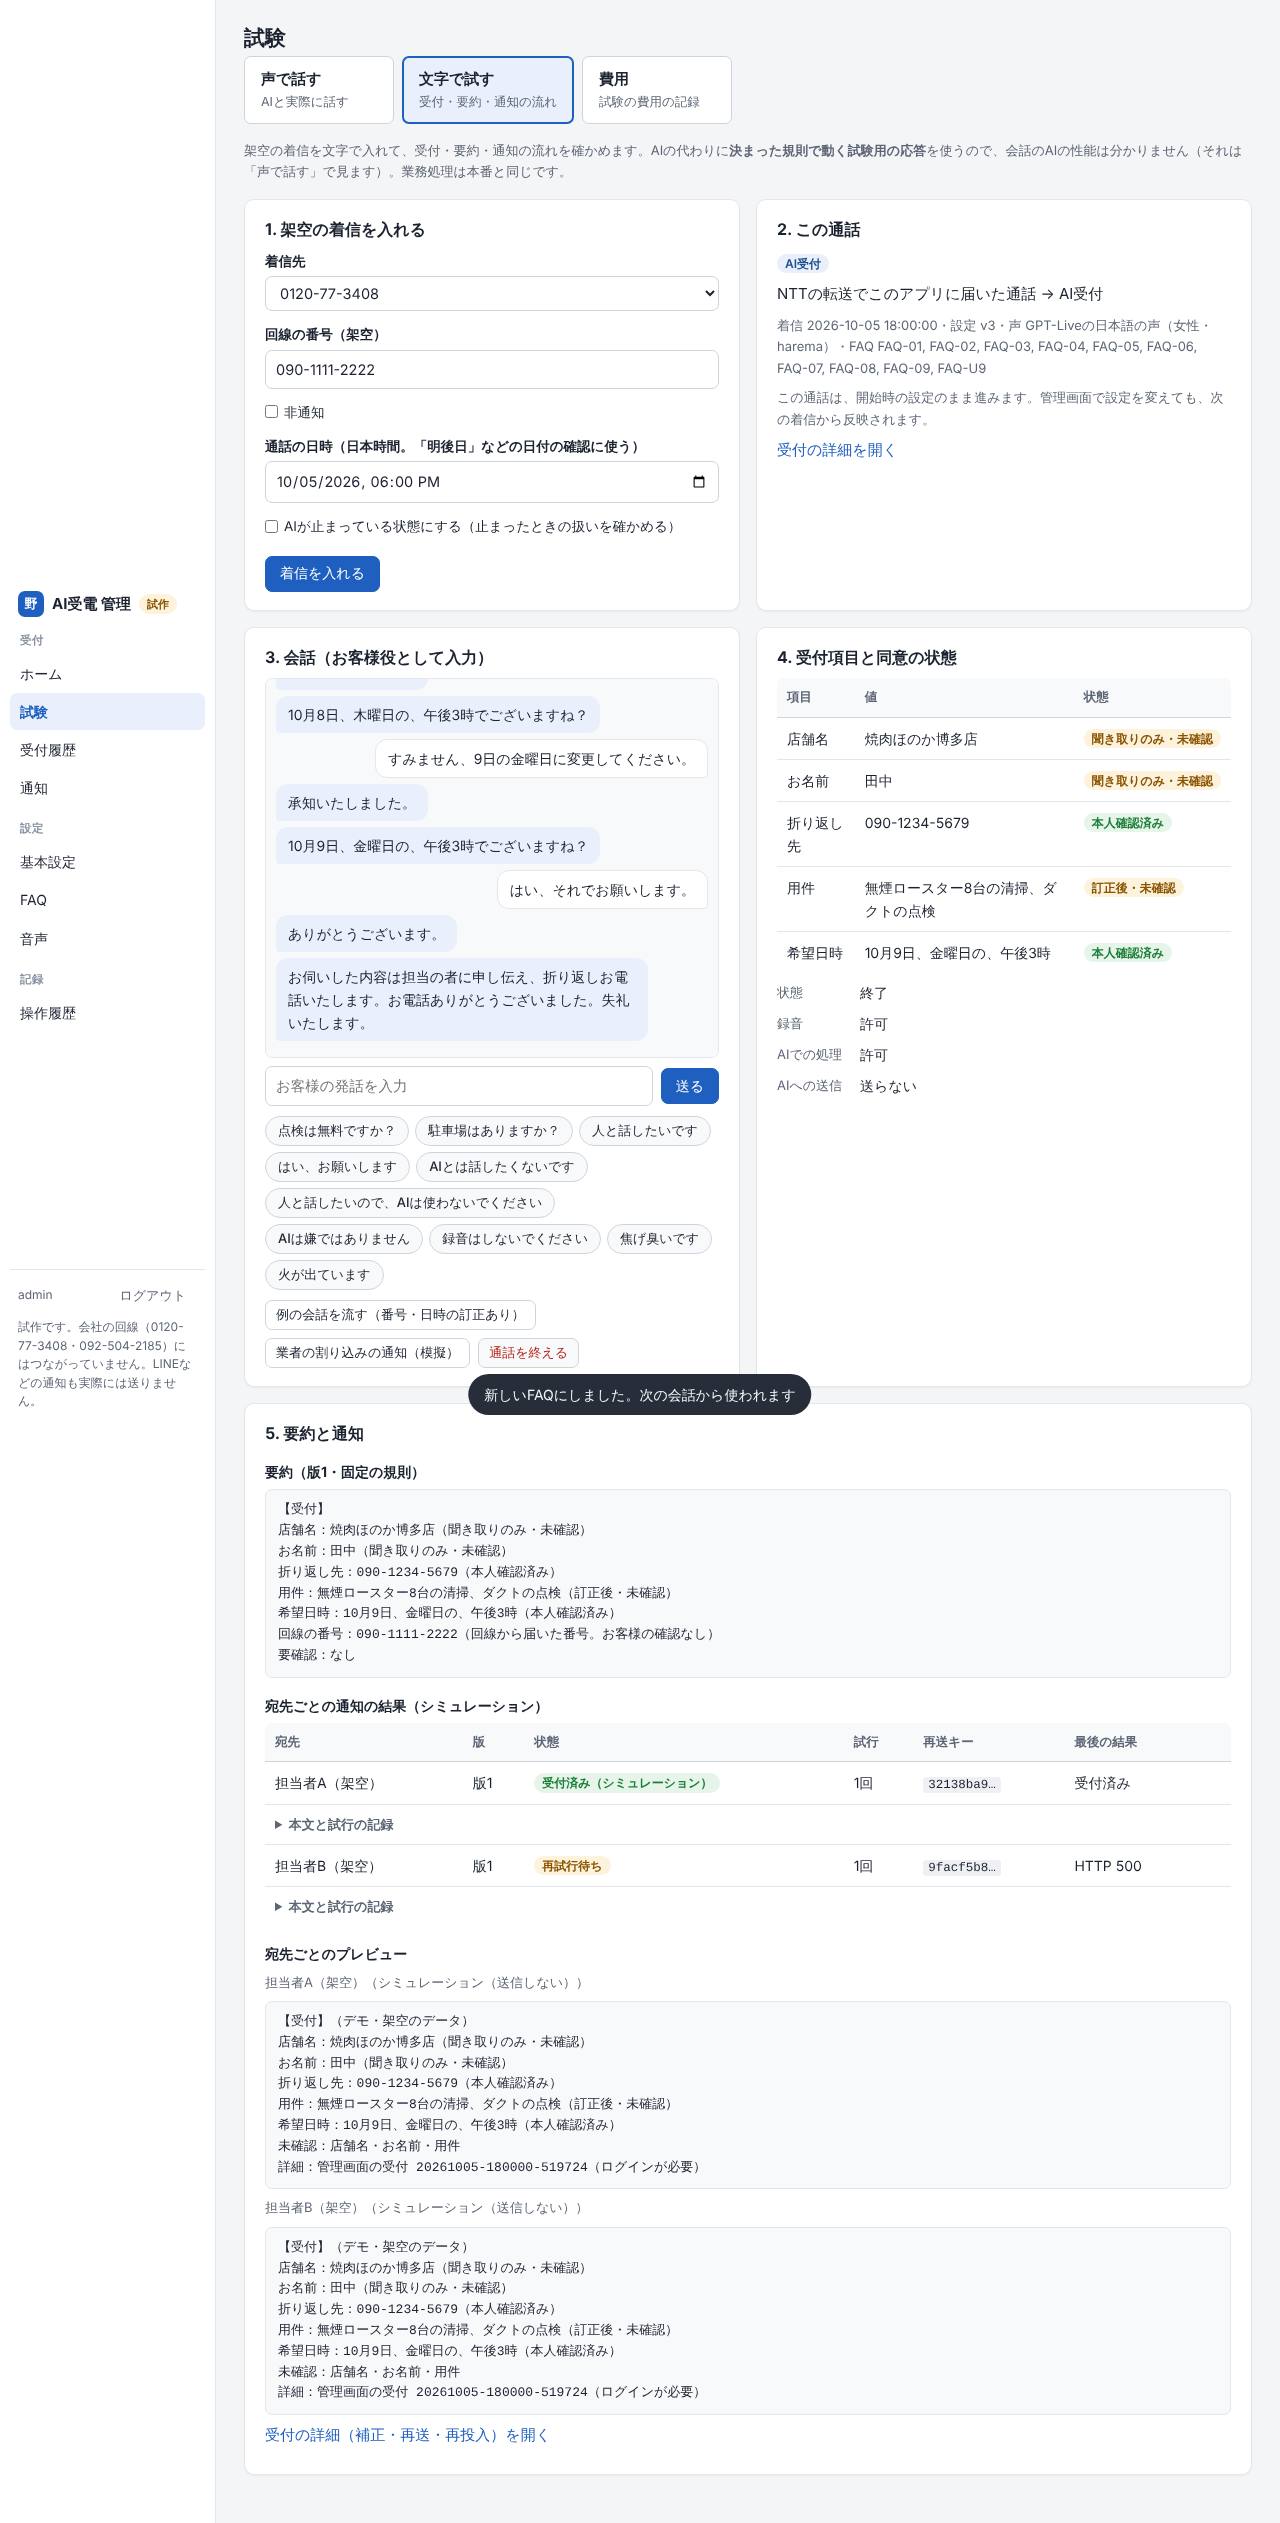 野 AI受電 管理 試作
受付
ホーム
試験
受付履歴
通知
設定
基本設定
FAQ
音声
記録
操作履歴
admin ログアウト
試作です。会社の回線（0120-
77-3408・092-504-2185）に
はつながっていません。LINEな
どの通知も実際には送りませ
ん。
試験
声で話す
AIと実際に話す
文字で試す
受付・要約・通知の流れ
費用
試験の費用の記録
架空の着信を文字で入れて、受付・要約・通知の流れを確かめます。AIの代わりに決まった規則で動く試験用の応答を使うので、会話のAIの性能は分かりません（それは
「声で話す」で見ます）。業務処理は本番と同じです。
1. 架空の着信を入れる
着信先
0120-77-3408
回線の番号（架空）
090-1111-2222
非通知
通話の日時（日本時間。「明後日」などの日付の確認に使う）
10/05/2026, 06:00 PM
AIが止まっている状態にする（止まったときの扱いを確かめる）
着信を入れる
2. この通話
AI受付
NTTの転送でこのアプリに届いた通話 → AI受付
着信 2026-10-05 18:00:00・設定 v3・声 GPT-Liveの日本語の声（女性・
harema）・FAQ FAQ-01, FAQ-02, FAQ-03, FAQ-04, FAQ-05, FAQ-06,
FAQ-07, FAQ-08, FAQ-09, FAQ-U9
この通話は、開始時の設定のまま進みます。管理画面で設定を変えても、次
の着信から反映されます。
受付の詳細を開く
3. 会話（お客様役として入力）
10月8日、木曜日の、午後3時でございますね？
すみません、9日の金曜日に変更してください。
承知いたしました。
10月9日、金曜日の、午後3時でございますね？
はい、それでお願いします。
ありがとうございます。
お伺いした内容は担当の者に申し伝え、折り返しお電
話いたします。お電話ありがとうございました。失礼
いたします。
お客様の発話を入力 送る
点検は無料ですか？ 駐車場はありますか？ 人と話したいです
はい、お願いします AIとは話したくないです
人と話したいので、AIは使わないでください
AIは嫌ではありません 録音はしないでください 焦げ臭いです
火が出ています
例の会話を流す（番号・日時の訂正あり）
業者の割り込みの通知（模擬） 通話を終える
4. 受付項目と同意の状態
項目 値 状態
店舗名 焼肉ほのか博多店 聞き取りのみ・未確認
お名前 田中 聞き取りのみ・未確認
折り返し
先 090-1234-5679 本人確認済み
用件 無煙ロースター8台の清掃、ダ
クトの点検 訂正後・未確認
希望日時 10月9日、金曜日の、午後3時 本人確認済み
状態 終了
録音 許可
AIでの処理 許可
AIへの送信 送らない
新しいFAQにしました。次の会話から使われます
5. 要約と通知
要約（版1・固定の規則）
【受付】
店舗名：焼肉ほのか博多店（聞き取りのみ・未確認）
お名前：田中（聞き取りのみ・未確認）
折り返し先：090-1234-5679（本人確認済み）
用件：無煙ロースター8台の清掃、ダクトの点検（訂正後・未確認）
希望日時：10月9日、金曜日の、午後3時（本人確認済み）
回線の番号：090-1111-2222（回線から届いた番号。お客様の確認なし）
要確認：なし
宛先ごとの通知の結果（シミュレーション）
宛先 版 状態 試行 再送キー 最後の結果
担当者A（架空） 版1 受付済み（シミュレーション） 1回 32138ba9… 受付済み
▶ 本文と試行の記録
担当者B（架空） 版1 再試行待ち 1回 9facf5b8… HTTP 500
▶ 本文と試行の記録
宛先ごとのプレビュー
担当者A（架空）（シミュレーション（送信しない））
【受付】（デモ・架空のデータ）
店舗名：焼肉ほのか博多店（聞き取りのみ・未確認）
お名前：田中（聞き取りのみ・未確認）
折り返し先：090-1234-5679（本人確認済み）
用件：無煙ロースター8台の清掃、ダクトの点検（訂正後・未確認）
希望日時：10月9日、金曜日の、午後3時（本人確認済み）
未確認：店舗名・お名前・用件
詳細：管理画面の受付 20261005-180000-519724（ログインが必要）
担当者B（架空）（シミュレーション（送信しない））
【受付】（デモ・架空のデータ）
店舗名：焼肉ほのか博多店（聞き取りのみ・未確認）
お名前：田中（聞き取りのみ・未確認）
折り返し先：090-1234-5679（本人確認済み）
用件：無煙ロースター8台の清掃、ダクトの点検（訂正後・未確認）
希望日時：10月9日、金曜日の、午後3時（本人確認済み）
未確認：店舗名・お名前・用件
詳細：管理画面の受付 20261005-180000-519724（ログインが必要）
受付の詳細（補正・再送・再投入）を開く